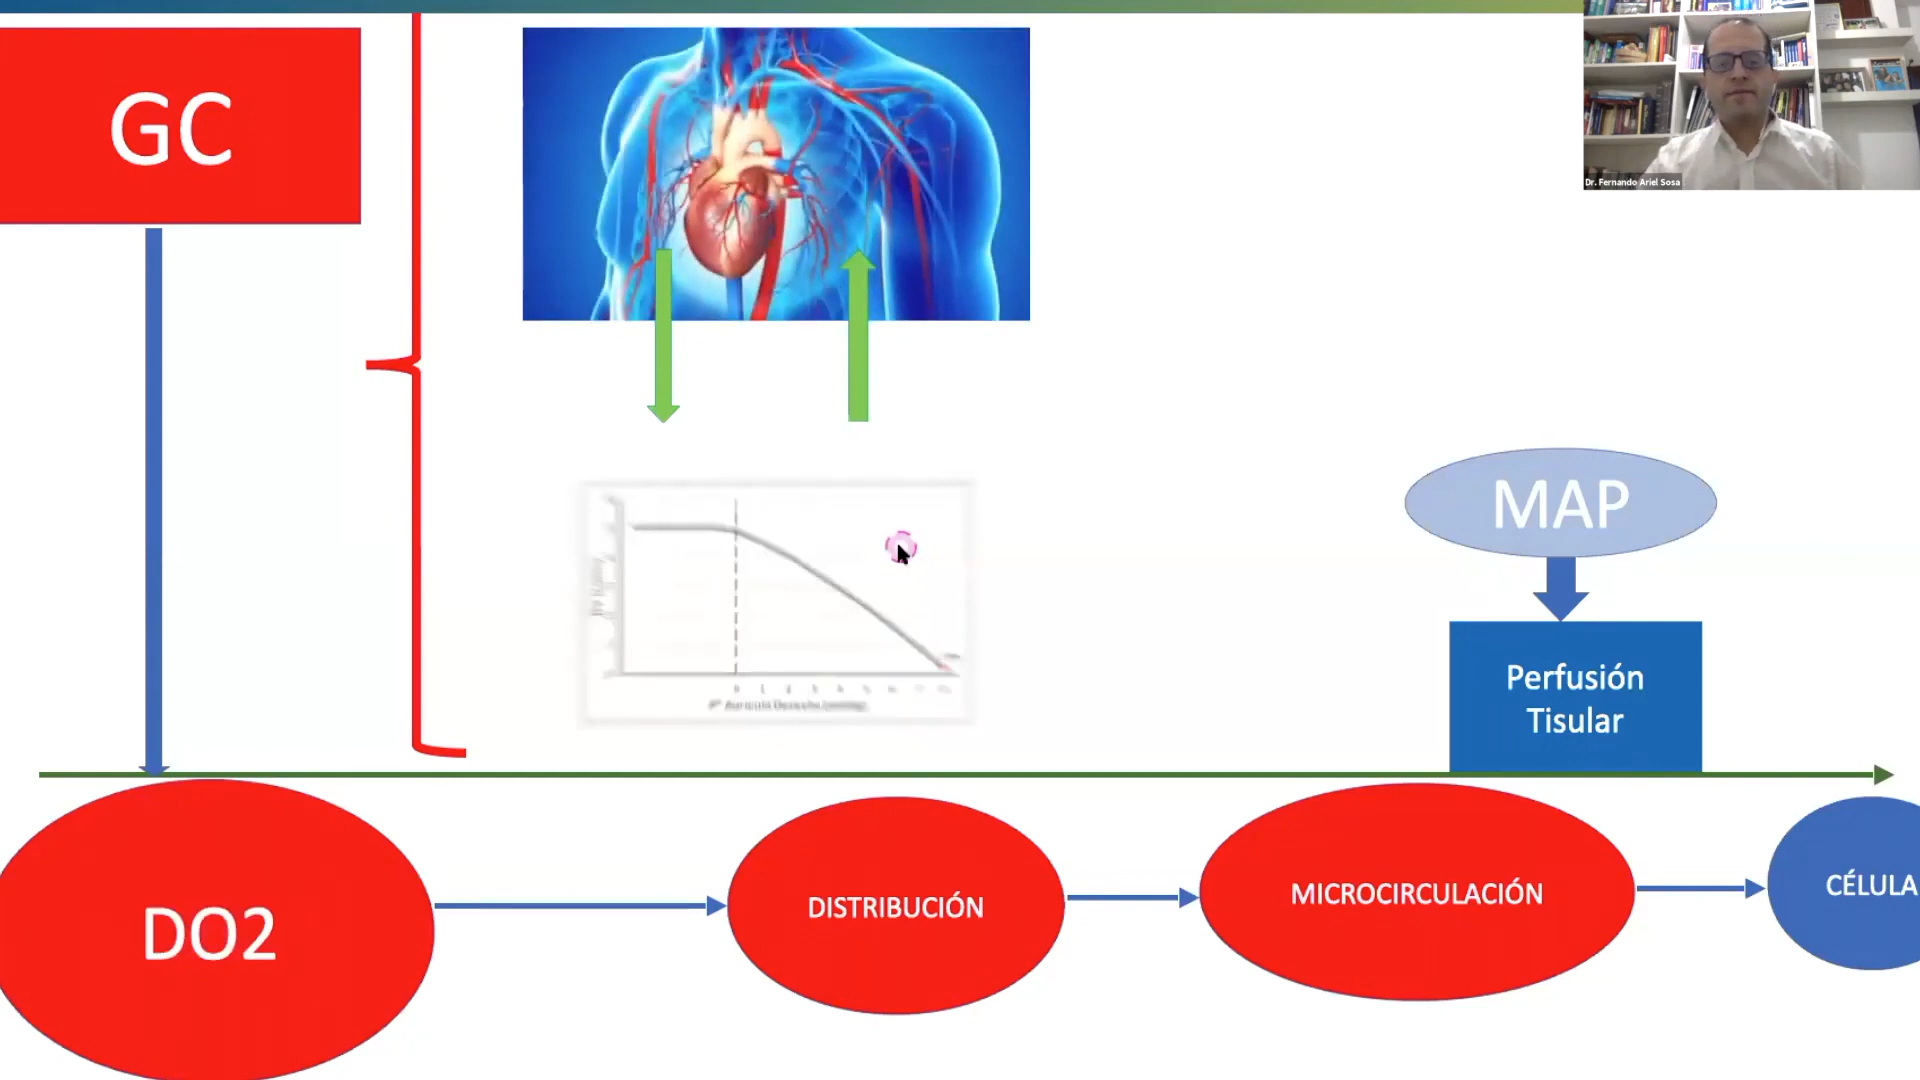 GC
Dr. Fernando Ariel Sosa
MAP
Perfusión
Tisular
DO2
DISTRIBUCIÓN
MICROCIRCULACIÓN
CÉLULA